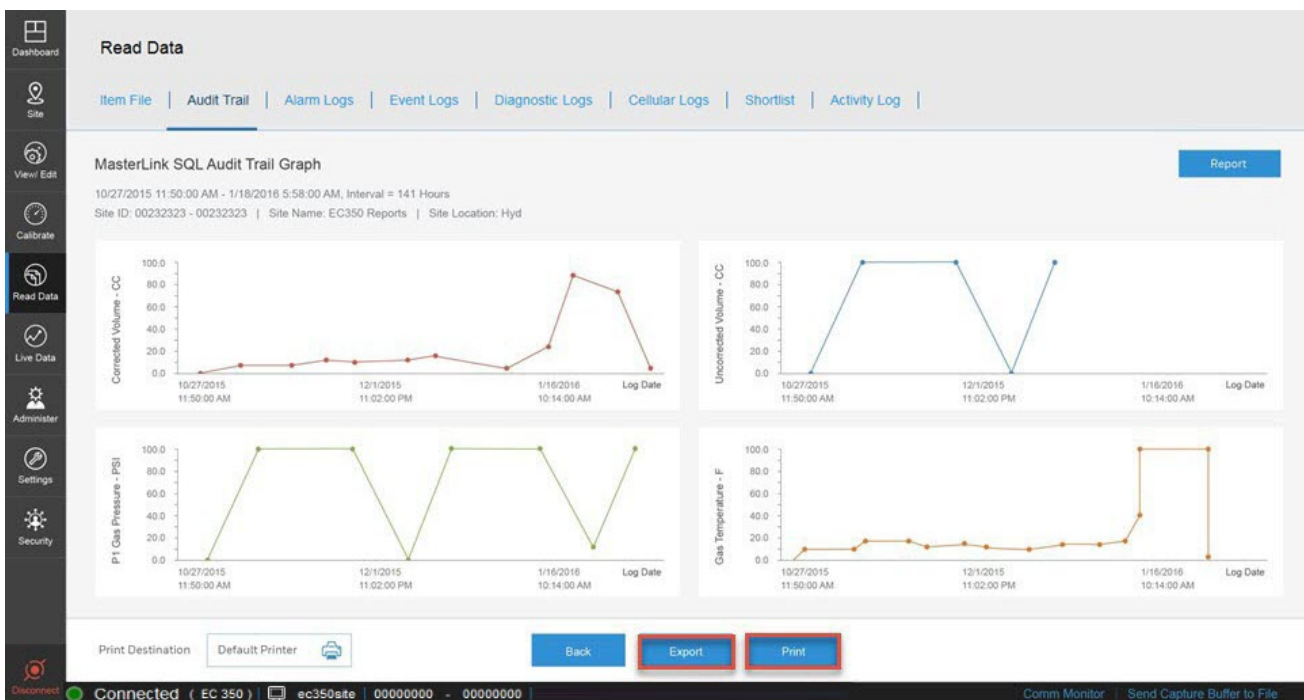 Dashboard
Site
View/ Edit
Calibrate
Read Data
Live Data
Administer
Settings
Security
Disconnect
Read Data
Item File | Audit Trail | Alarm Logs | Event Logs | Diagnostic Logs | Cellular Logs | Shortlist | Activity Log |
MasterLink SQL Audit Trail Graph
Report
10/27/2015 11:50:00 AM - 1/18/2016 5:58:00 AM, Interval = 141 Hours
Site ID: 00232323 - 00232323 | Site Name: EC350 Reports | Site Location: Hyd
Corrected Volume - CC
100.0
80.0
60.0
40.0
20.0
0.0
10/27/2015 12/1/2015 1/16/2016 Log Date
11:50:00 AM 11:02:00 PM 10:14:00 AM
Uncorrected Volume - CC
100.0
80.0
60.0
40.0
20.0
0.0
10/27/2015 12/1/2015 1/16/2016 Log Date
11:50:00 AM 11:02:00 PM 10:14:00 AM
P1 Gas Pressure - PSI
100.0
80.0
60.0
40.0
20.0
0.0
10/27/2015 12/1/2015 1/16/2016 Log Date
11:50:00 AM 11:02:00 PM 10:14:00 AM
Gas Temperature - F
100.0
80.0
60.0
40.0
20.0
0.0
10/27/2015 12/1/2015 1/16/2016 Log Date
11:50:00 AM 11:02:00 PM 10:14:00 AM
Print Destination Default Printer Back Export Print
Connected ( EC 350 ) | ec350site | 00000000 - 00000000 | Comm Monitor | Send Capture Buffer to File